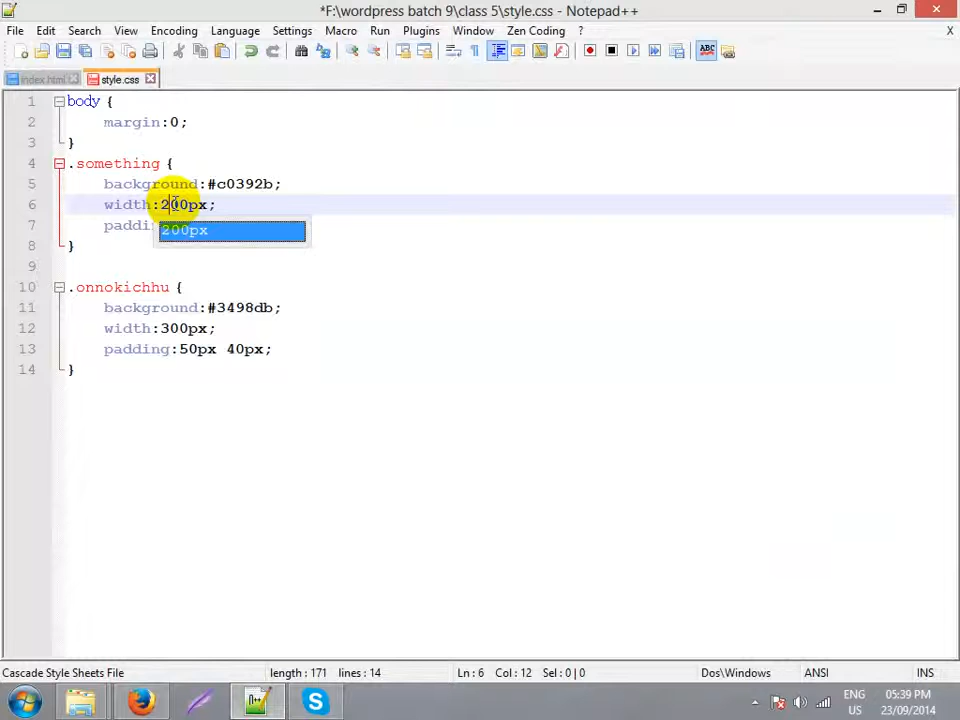 *F:\wordpress batch 9\class 5\style.css - Notepad++
File Edit Search View Encoding Language Settings Macro Run Plugins Window Zen Coding ? X
ABC
index.html style.css
1 body {
2 margin:0;
3 }
4 .something {
5 background:#c0392b;
6 width:200px;
7 paddi
200px
8 }
9
10 .onnokichhu {
11 background:#3498db;
12 width:300px;
13 padding:50px 40px;
14 }
Cascade Style Sheets File length : 171 lines : 14 Ln : 6 Col : 12 Sel : 0 | 0 Dos\Windows ANSI INS
ENG 05:39 PM
US 23/09/2014